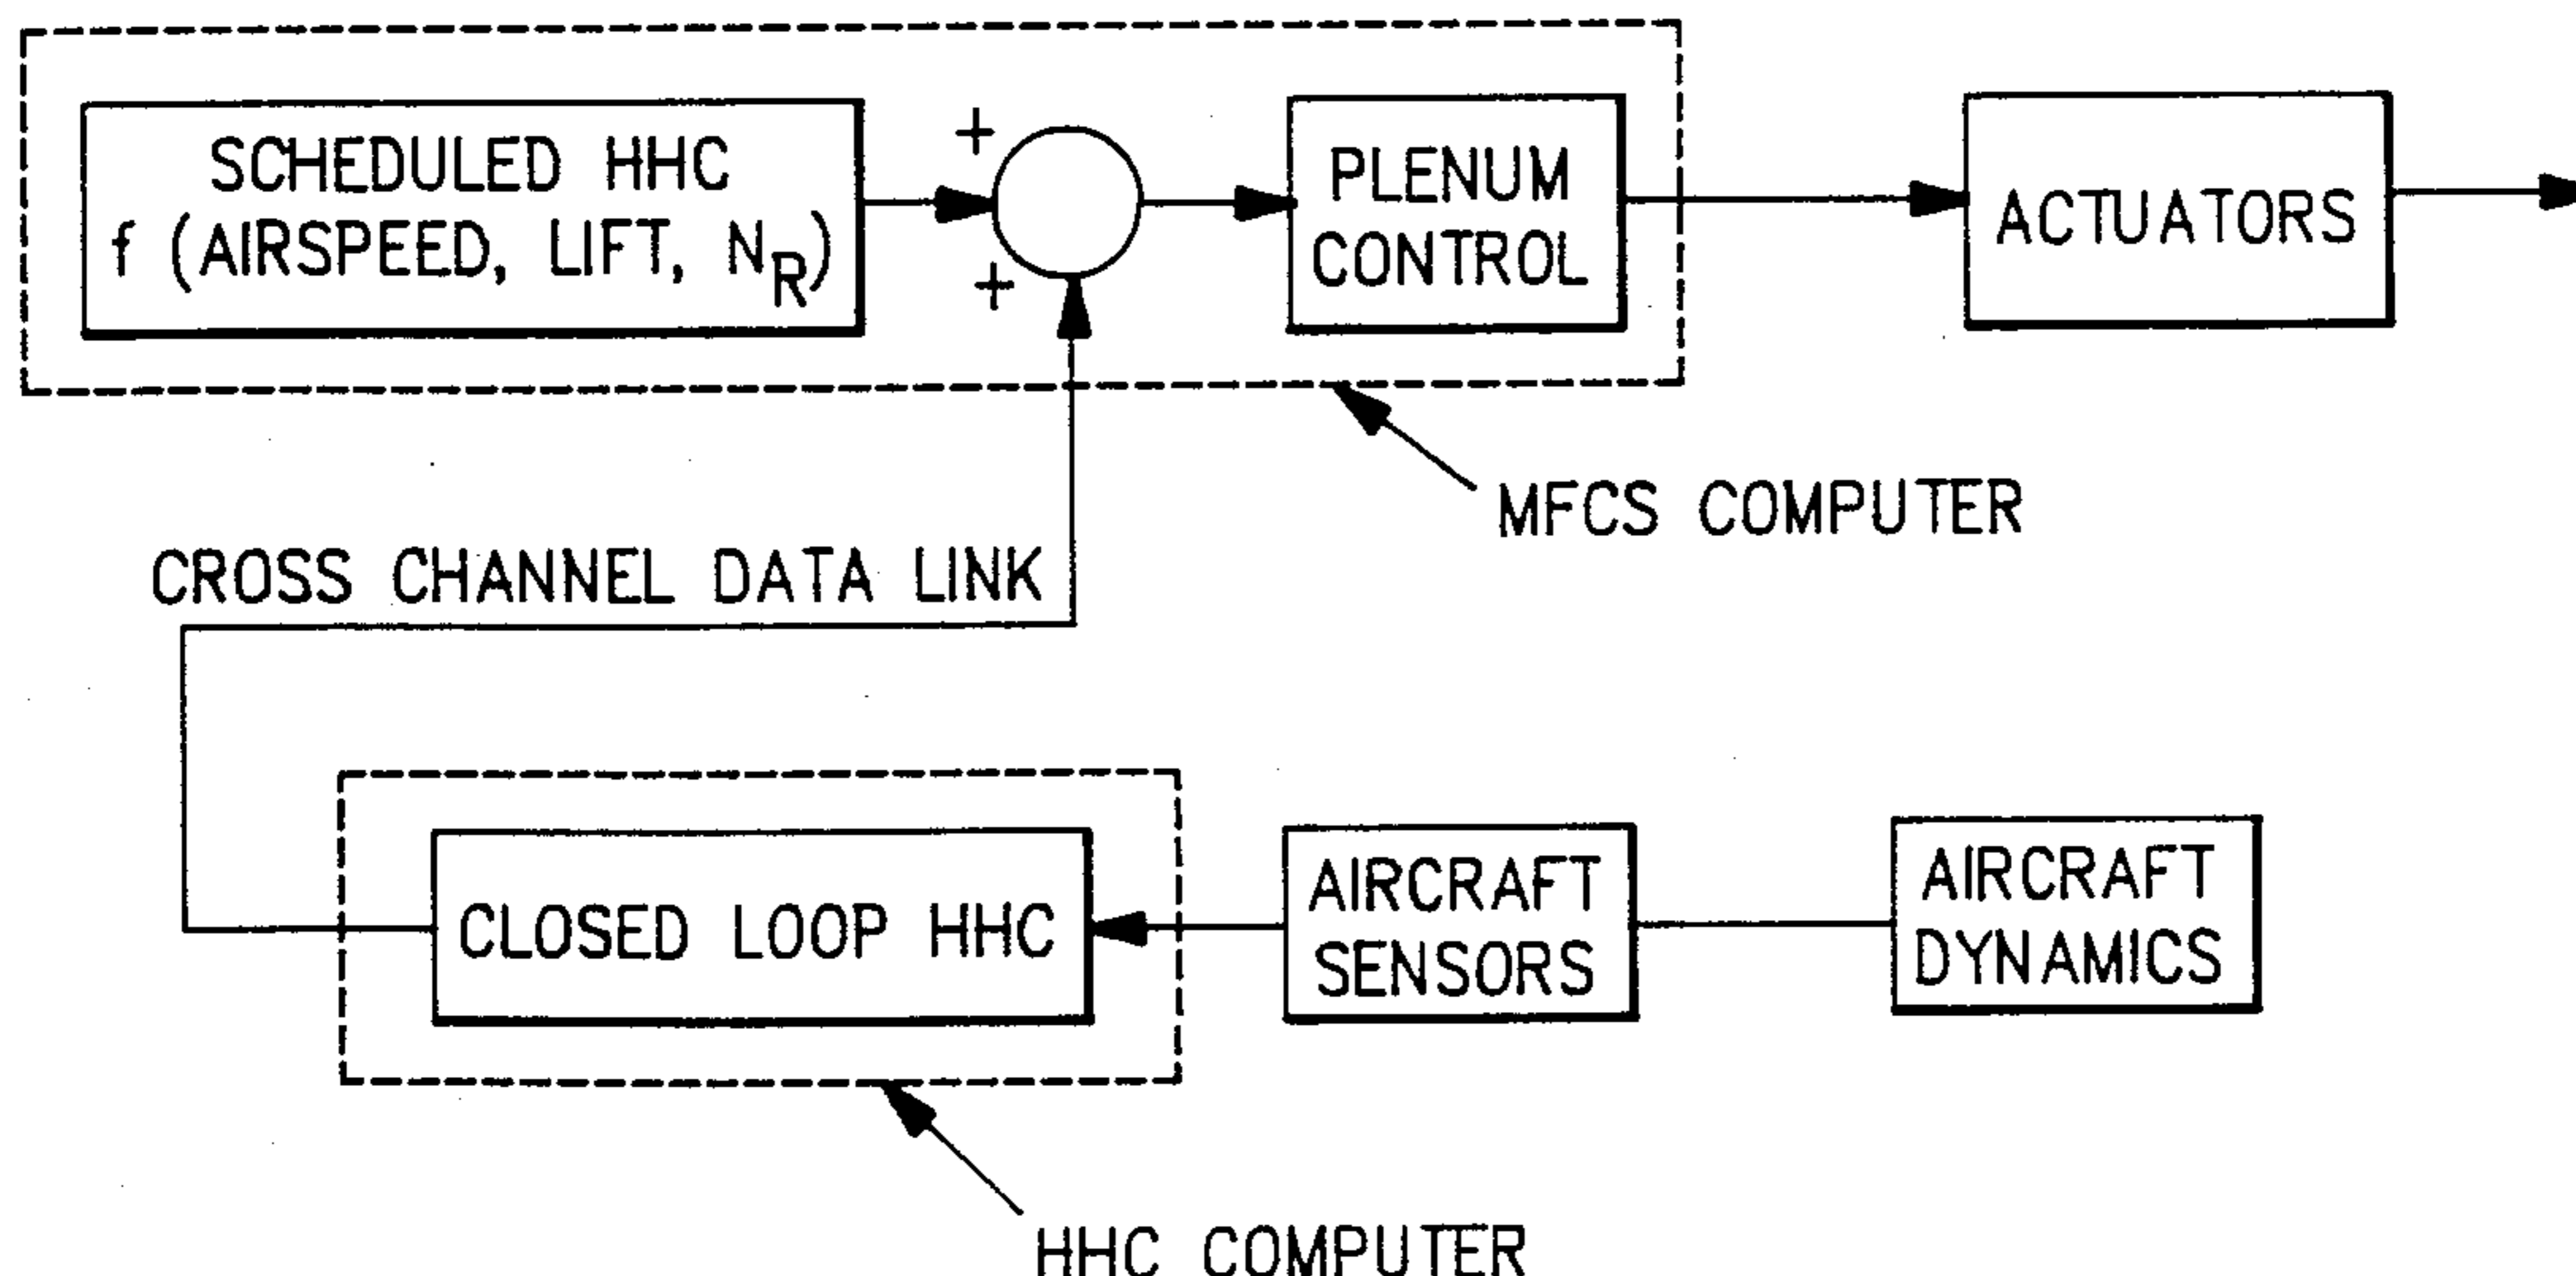 SCHEDULED HHC
f (AIRSPEED, LIFT, N_R)
+
+
PLENUM
CONTROL
ACTUATORS
MFCS COMPUTER
CROSS CHANNEL DATA LINK
CLOSED LOOP HHC
AIRCRAFT
SENSORS
AIRCRAFT
DYNAMICS
HHC COMPUTER